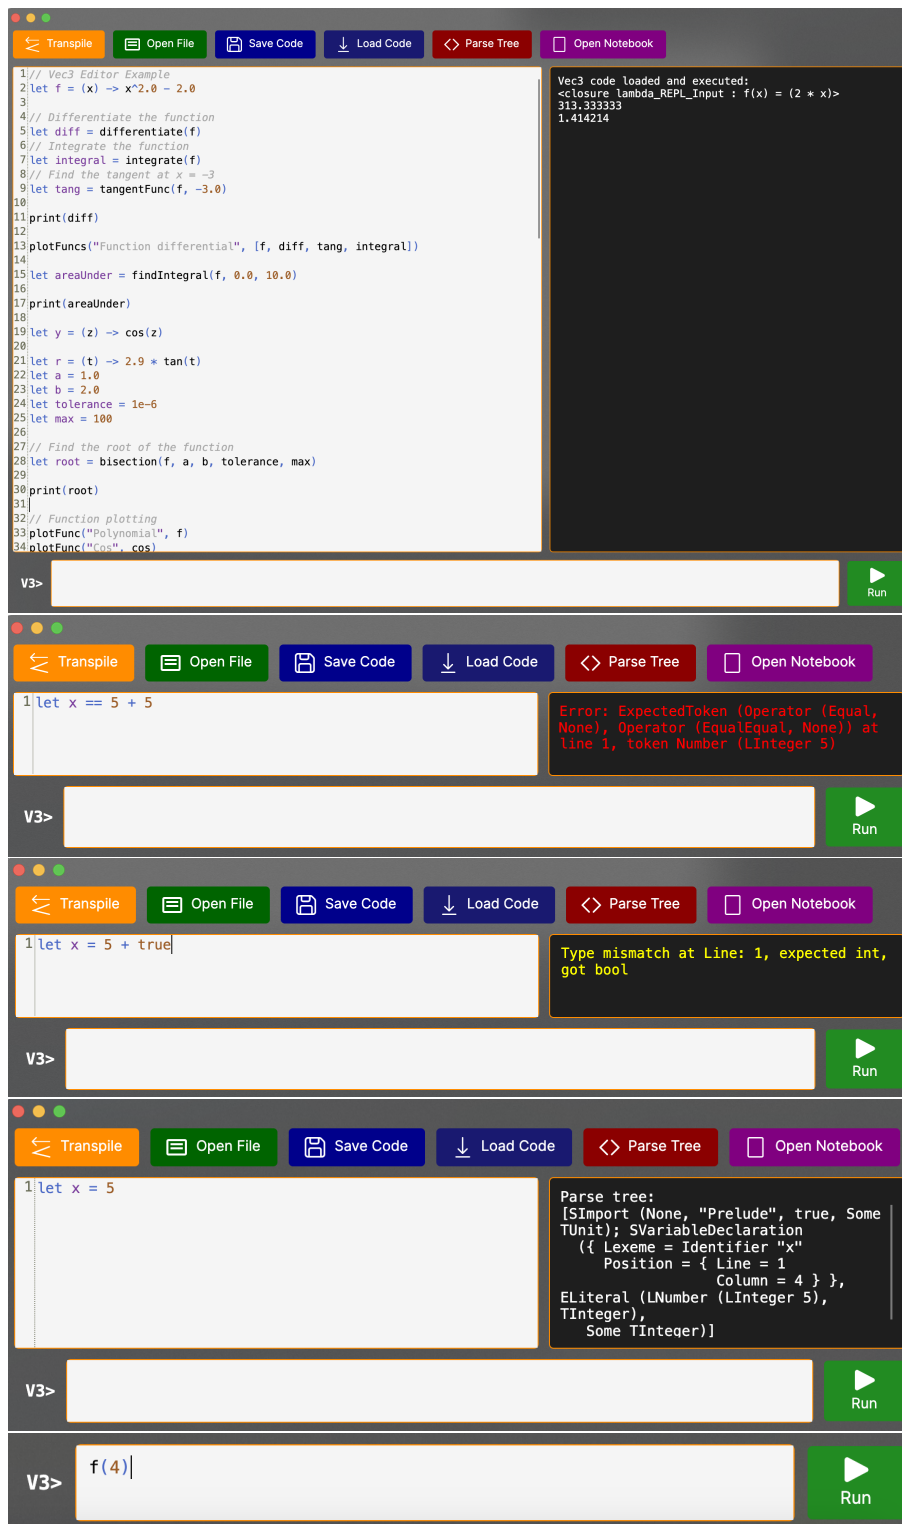 Transpile Open File Save Code Load Code Parse Tree Open Notebook
1 // Vec3 Editor Example
2 let f = (x) -> x^2.0 - 2.0
3
4 // Differentiate the function
5 let diff = differentiate(f)
6 // Integrate the function
7 let integral = integrate(f)
8 // Find the tangent at x = -3
9 let tang = tangentFunc(f, -3.0)
10
11 print(diff)
12
13 plotFuncs("Function differential", [f, diff, tang, integral])
14
15 let areaUnder = findIntegral(f, 0.0, 10.0)
16
17 print(areaUnder)
18
19 let y = (z) -> cos(z)
20
21 let r = (t) -> 2.9 * tan(t)
22 let a = 1.0
23 let b = 2.0
24 let tolerance = 1e-6
25 let max = 100
26
27 // Find the root of the function
28 let root = bisection(f, a, b, tolerance, max)
29
30 print(root)
31
32 // Function plotting
33 plotFunc("Polynomial", f)
34 plotFunc("Cos", cos)
Vec3 code loaded and executed:
<closure lambda_REPL_Input : f(x) = (2 * x)>
313.333333
1.414214
V3>
Run
Transpile Open File Save Code Load Code Parse Tree Open Notebook
1 let x == 5 + 5
Error: ExpectedToken (Operator (Equal,
None), Operator (EqualEqual, None)) at
line 1, token Number (LInteger 5)
V3>
Run
Transpile Open File Save Code Load Code Parse Tree Open Notebook
1 let x = 5 + true
Type mismatch at Line: 1, expected int,
got bool
V3>
Run
Transpile Open File Save Code Load Code Parse Tree Open Notebook
1 let x = 5
Parse tree:
[SImport (None, "Prelude", true, Some
TUnit); SVariableDeclaration
({ Lexeme = Identifier "x"
Position = { Line = 1
Column = 4 } },
ELiteral (LNumber (LInteger 5),
TInteger),
Some TInteger)]
V3>
Run
V3> f(4)
Run